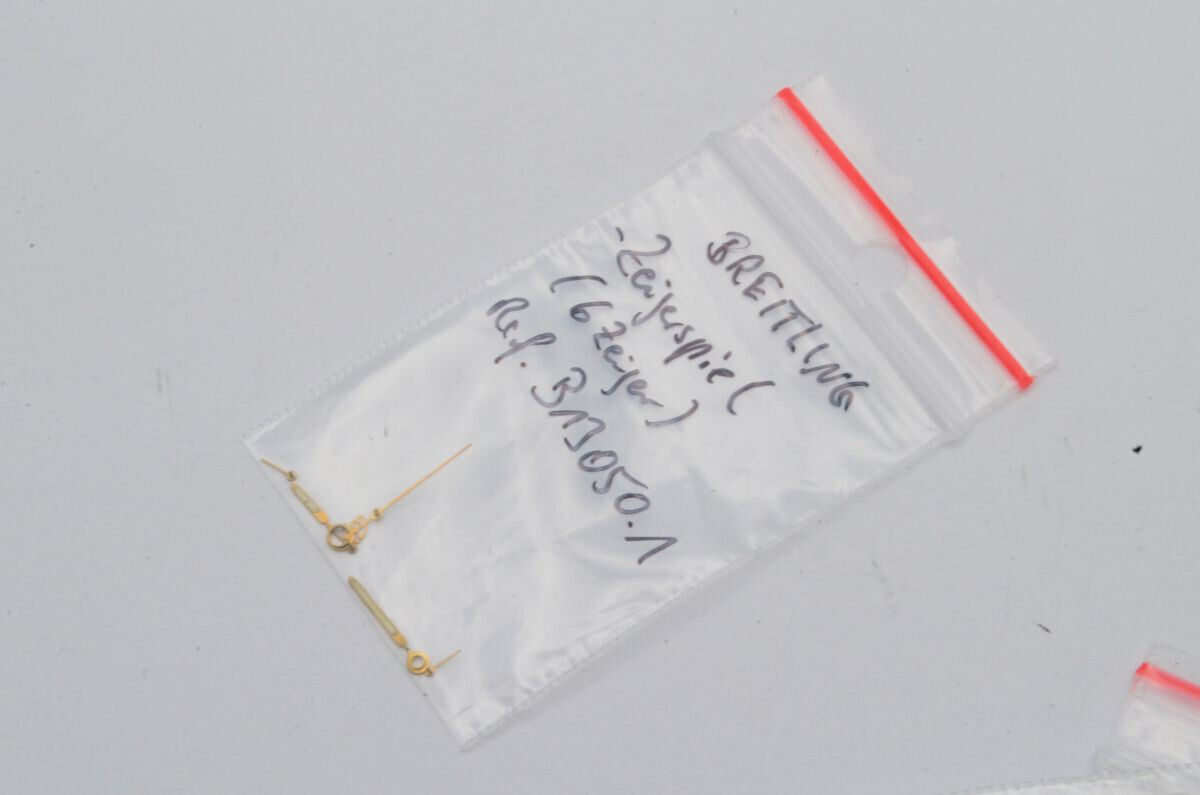 BREITLING
- Zeigerspiel
(6 Zeiger)
Ref. B13050.1